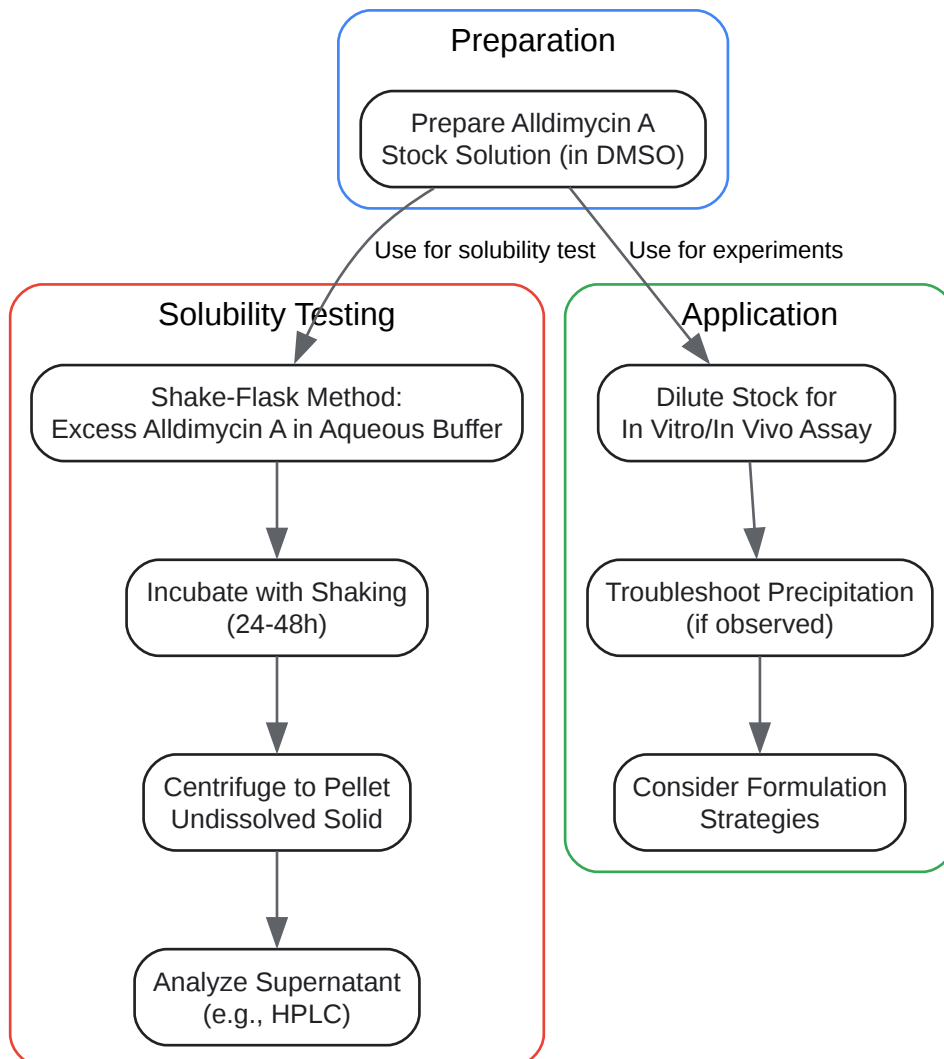 Preparation
Prepare Alldimycin A
Stock Solution (in DMSO)
Use for solubility test
Use for experiments
Solubility Testing
Shake-Flask Method:
Excess Alldimycin A in Aqueous Buffer
Incubate with Shaking
(24-48h)
Centrifuge to Pellet
Undissolved Solid
Analyze Supernatant
(e.g., HPLC)
Application
Dilute Stock for
In Vitro/In Vivo Assay
Troubleshoot Precipitation
(if observed)
Consider Formulation
Strategies